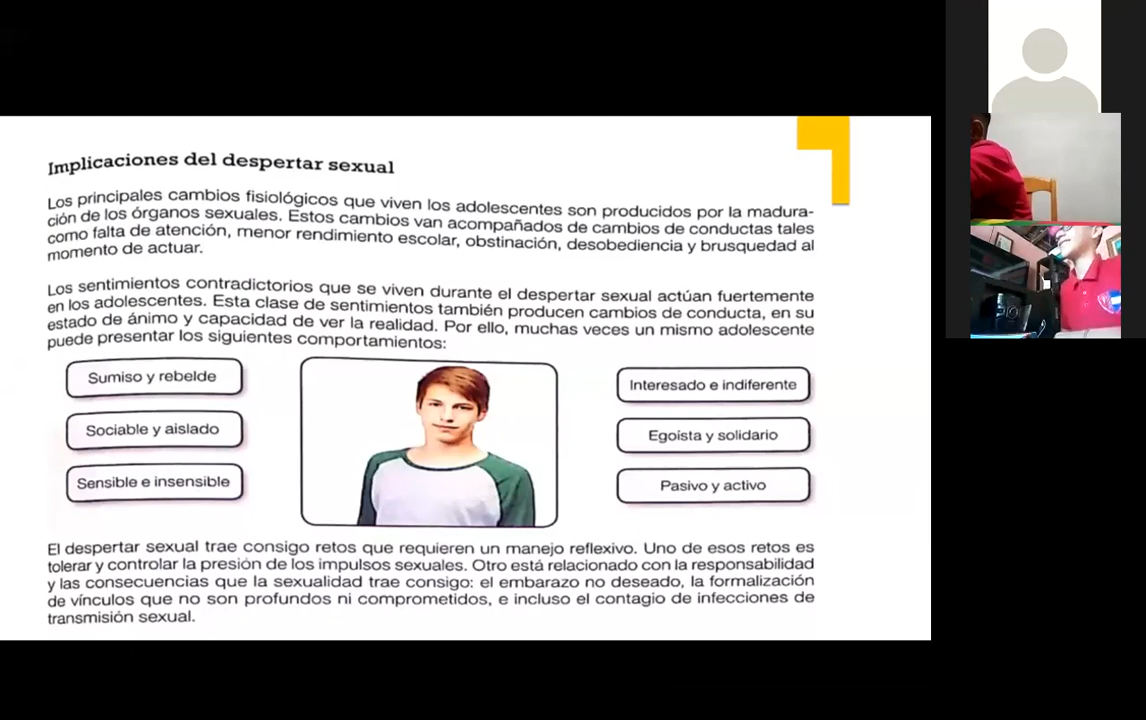 Implicaciones del despertar sexual
Los principales cambios fisiológicos que viven los adolescentes son producidos por la madura-
ción de los órganos sexuales. Estos cambios van acompañados de cambios de conductas tales
como falta de atención, menor rendimiento escolar, obstinación, desobediencia y brusquedad al
momento de actuar.
Los sentimientos contradictorios que se viven durante el despertar sexual actúan fuertemente
en los adolescentes. Esta clase de sentimientos también producen cambios de conducta, en su
estado de ánimo y capacidad de ver la realidad. Por ello, muchas veces un mismo adolescente
puede presentar los siguientes comportamientos:
Sumiso y rebelde
Sociable y aislado
Sensible e insensible
Interesado e indiferente
Egoísta y solidario
Pasivo y activo
El despertar sexual trae consigo retos que requieren un manejo reflexivo. Uno de esos retos es
tolerar y controlar la presión de los impulsos sexuales. Otro está relacionado con la responsabilidad
y las consecuencias que la sexualidad trae consigo: el embarazo no deseado, la formalización
de vínculos que no son profundos ni comprometidos, e incluso el contagio de infecciones de
transmisión sexual.